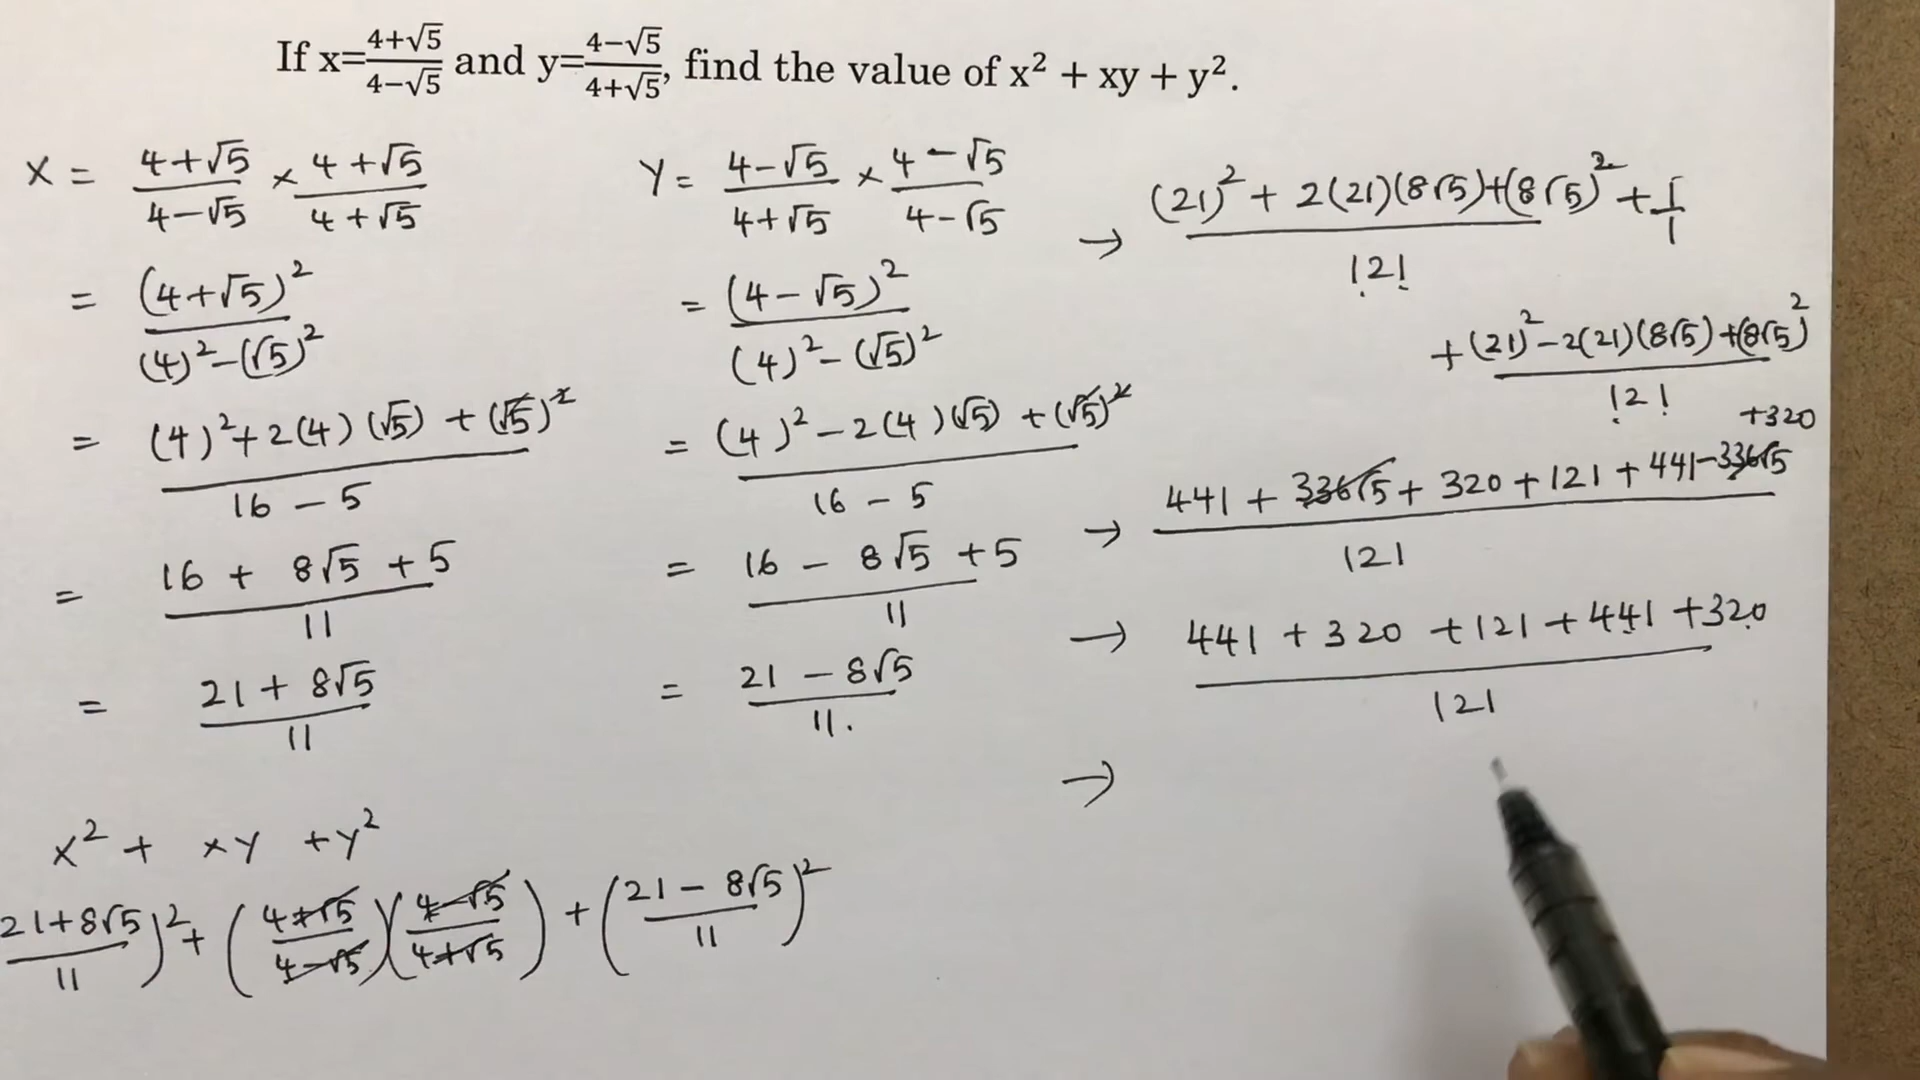 If x=4+√5/4−√5 and y=4−√5/4+√5, find the value of x² + xy + y².
x = 4+√5/4−√5 × 4+√5/4+√5
= (4+√5)²/(4)²−(√5)²
= (4)²+2(4)(√5)+(√5)²/16−5
= 16+8√5+5/11
= 21+8√5/11
Y = 4−√5/4+√5 × 4−√5/4−√5
= (4−√5)²/(4)²−(√5)²
= (4)²−2(4)(√5)+(√5)²/16−5
= 16−8√5+5/11
= 21−8√5/11.
x² + xy + y²
21+8√5/11)² + (4+√5/4−√5)(4−√5/4+√5) + (21−8√5/11)²
→ (21)²+2(21)(8√5)+(8√5)²/121 + 1/1
+ (21)²−2(21)(8√5)+(8√5)²/121
→ 441+336√5+320+121+441−336√5+320/121
→ 441+320+121+441+320/121
→